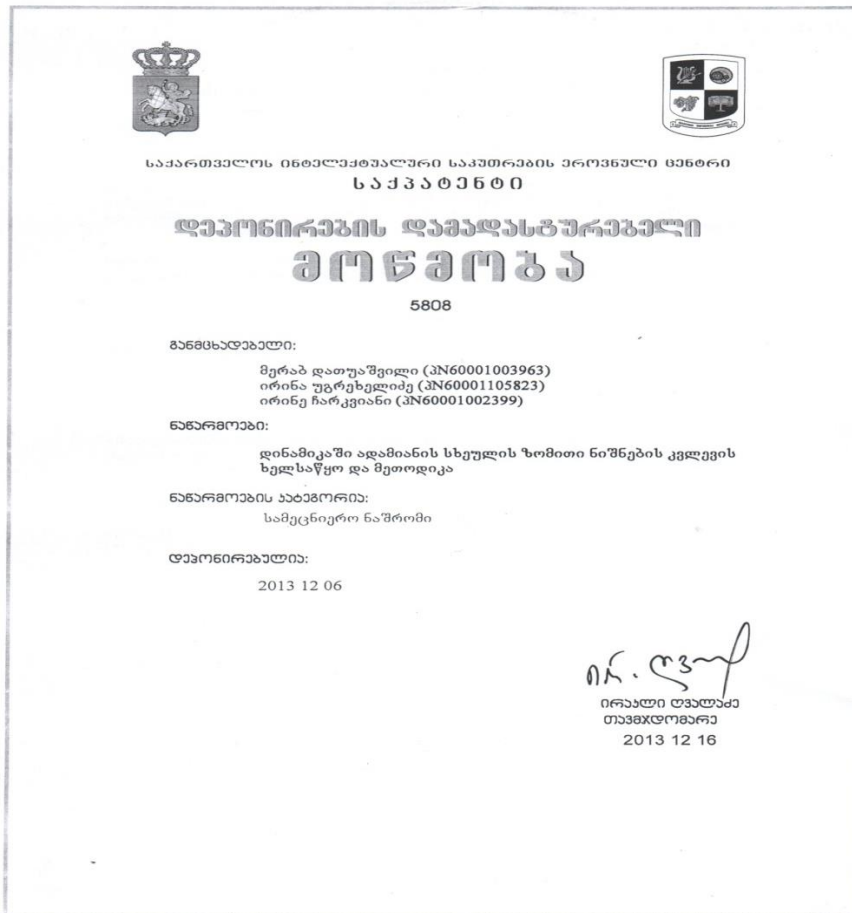 საქართველოს ინტელექტუალური საკუთრების ეროვნული ცენტრი
საქპატენტი
დეპონირების დამადასტურებელი
მოწმობა
5808
განმცხადებელი:
მერაბ დათუაშვილი (პN60001003963)
ირინა უგრეხელიძე (პN60001105823)
ირინე ჩარკვიანი (პN60001002399)
ნაწარმოები:
დინამიკაში ადამიანის სხეულის ზომითი ნიშნების კვლევის
ხელსაწყო და მეთოდიკა
ნაწარმოების კატეგორია:
სამეცნიერო ნაშრომი
დეპონირებულია:
2013 12 06
ირ. ღვალ
ირაკლი ღვალაძე
თავმჯდომარე
2013 12 16